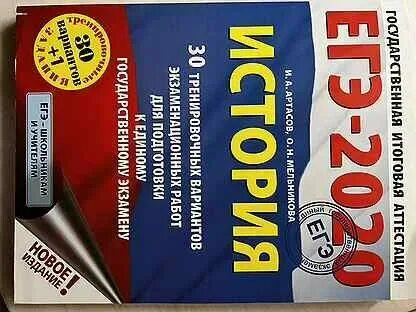 ГОСУДАРСТВЕННАЯ ИТОГОВАЯ АТТЕСТАЦИЯ
ЕГЭ-2020
ЕГЭ
И. А. АРТАСОВ, О. Н. МЕЛЬНИКОВА
ИСТОРИЯ
30 ТРЕНИРОВОЧНЫХ ВАРИАНТОВ
ЭКЗАМЕНАЦИОННЫХ РАБОТ
ДЛЯ ПОДГОТОВКИ
К ЕДИНОМУ
ГОСУДАРСТВЕННОМУ ЭКЗАМЕНУ
ТРЕНИРОВОЧНЫЕ
30
ВАРИАНТОВ
+1
ЕГЭ – ШКОЛЬНИКАМ
И УЧИТЕЛЯМ
НОВОЕ
ИЗДАНИЕ!